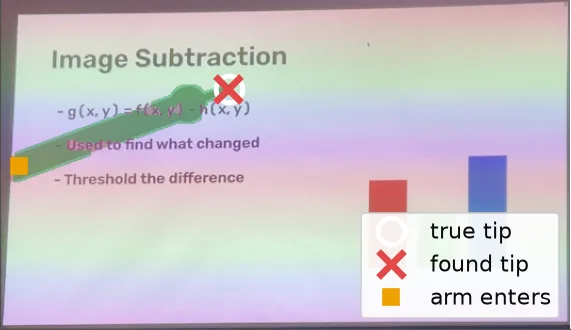 Image Subtraction
- g(x, y) = f(x, y) - h(x, y)
- Used to find what changed
- Threshold the difference
true tip
found tip
arm enters